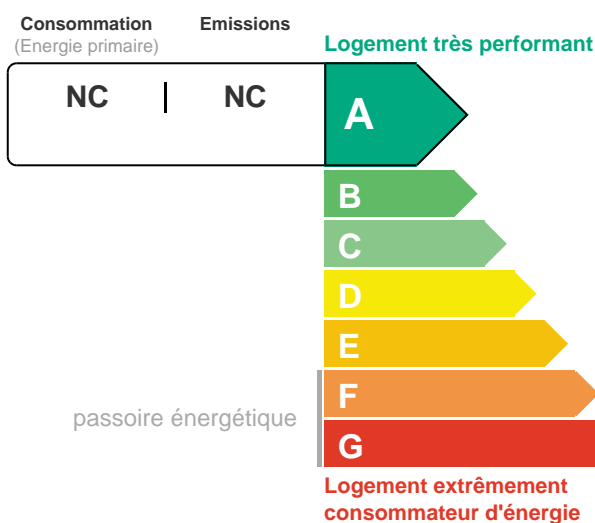 Consommation
(Energie primaire)
Emissions
Logement très performant
NC
NC
A
B
C
D
E
F
passoire énergétique
G
Logement extrêmement
consommateur d'énergie